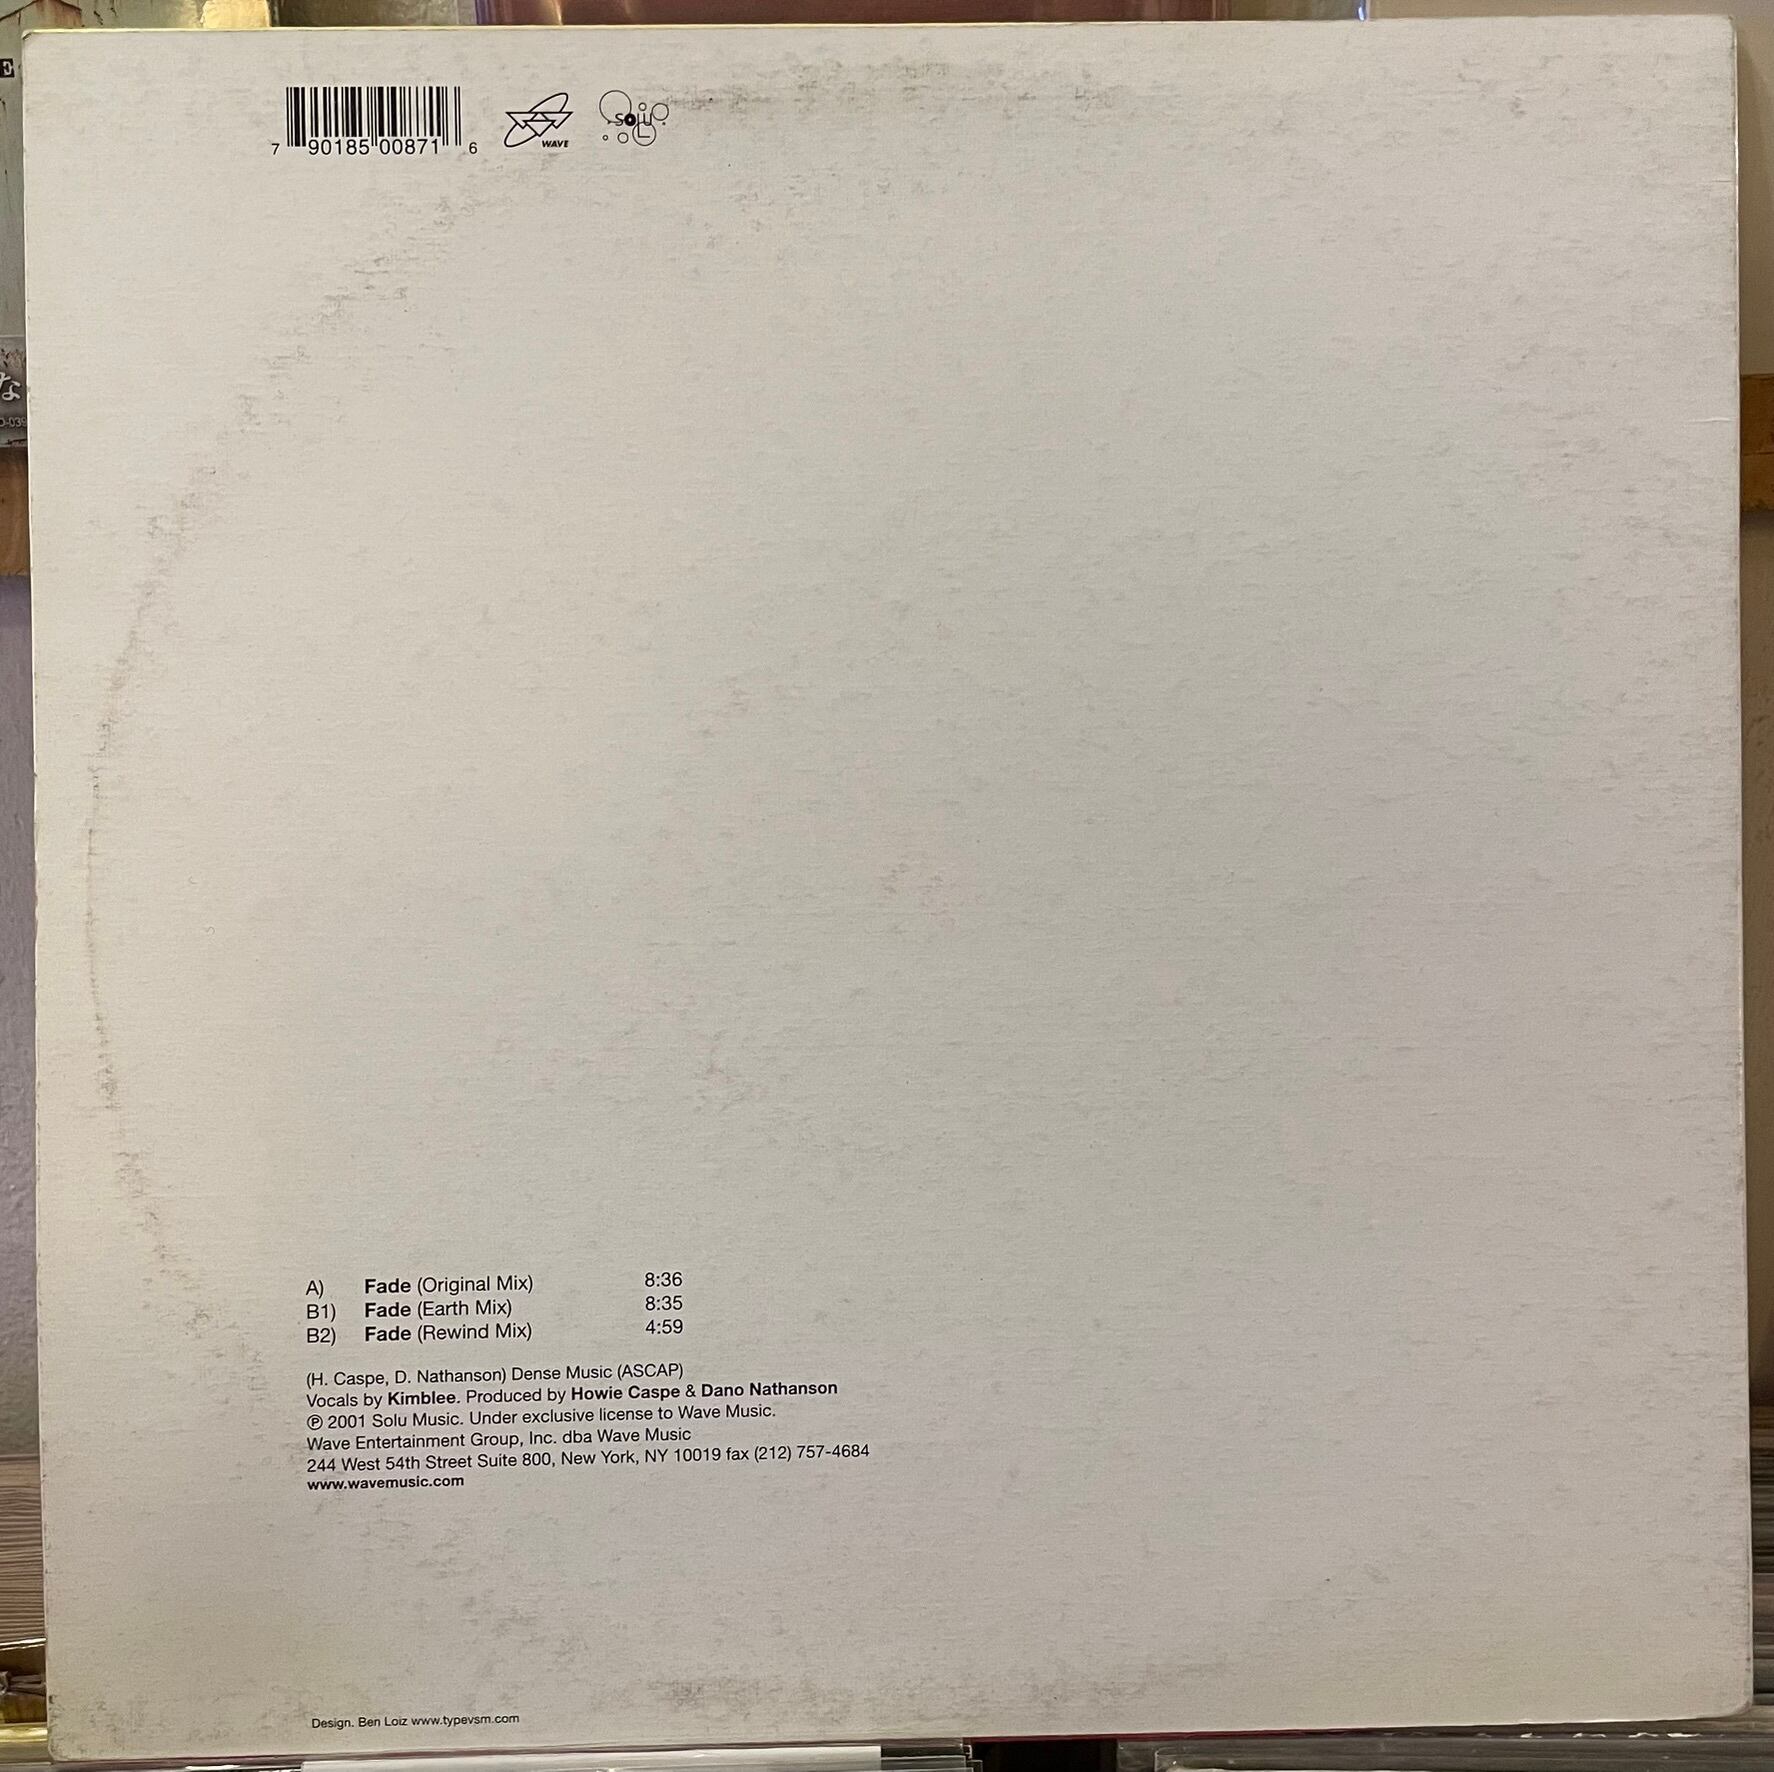 7 90185 00871 6
WAVE
SOLU
A) Fade (Original Mix) 8:36
B1) Fade (Earth Mix) 8:35
B2) Fade (Rewind Mix) 4:59
(H. Caspe, D. Nathanson) Dense Music (ASCAP)
Vocals by Kimblee. Produced by Howie Caspe & Dano Nathanson
℗ 2001 Solu Music. Under exclusive license to Wave Music.
Wave Entertainment Group, Inc. dba Wave Music
244 West 54th Street Suite 800, New York, NY 10019 fax (212) 757-4684
www.wavemusic.com
Design. Ben Loiz www.typevsm.com